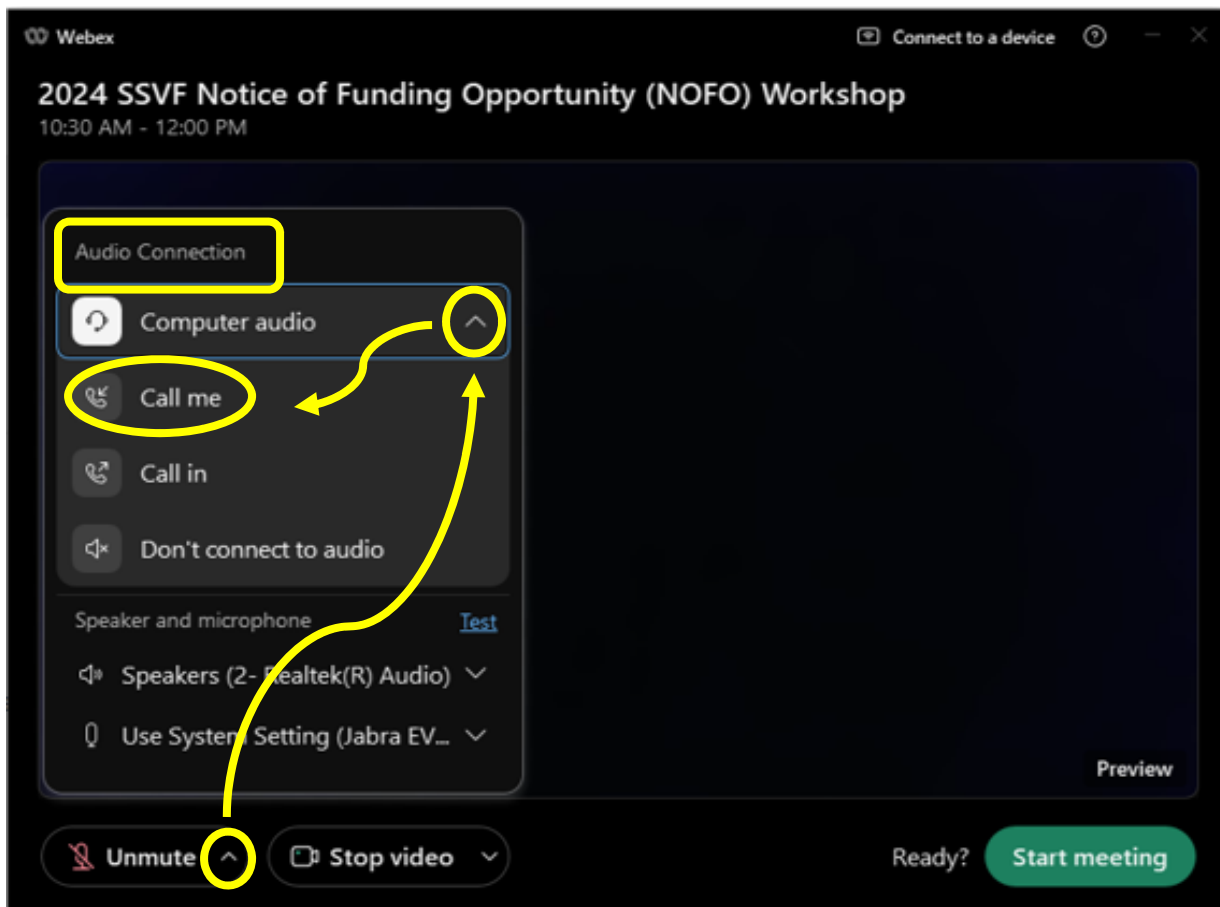 Webex
Connect to a device
2024 SSVF Notice of Funding Opportunity (NOFO) Workshop
10:30 AM - 12:00 PM
Audio Connection
Computer audio
Call me
Call in
Don't connect to audio
Speaker and microphone Test
Speakers (2- Realtek(R) Audio)
Use System Setting (Jabra EV...
Preview
Unmute Stop video Ready? Start meeting